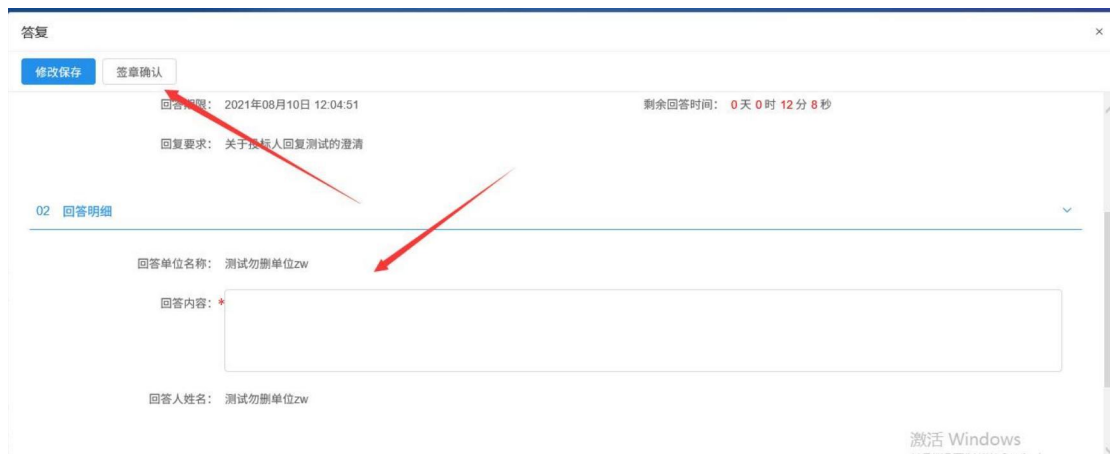 答复
×
修改保存 签章确认
回答期限： 2021年08月10日 12:04:51 剩余回答时间： 0 天 0 时 12 分 8 秒
回复要求： 关于投标人回复测试的澄清
02 回答明细
回答单位名称： 测试勿删单位zw
回答内容：*
回答人姓名： 测试勿删单位zw
激活 Windows